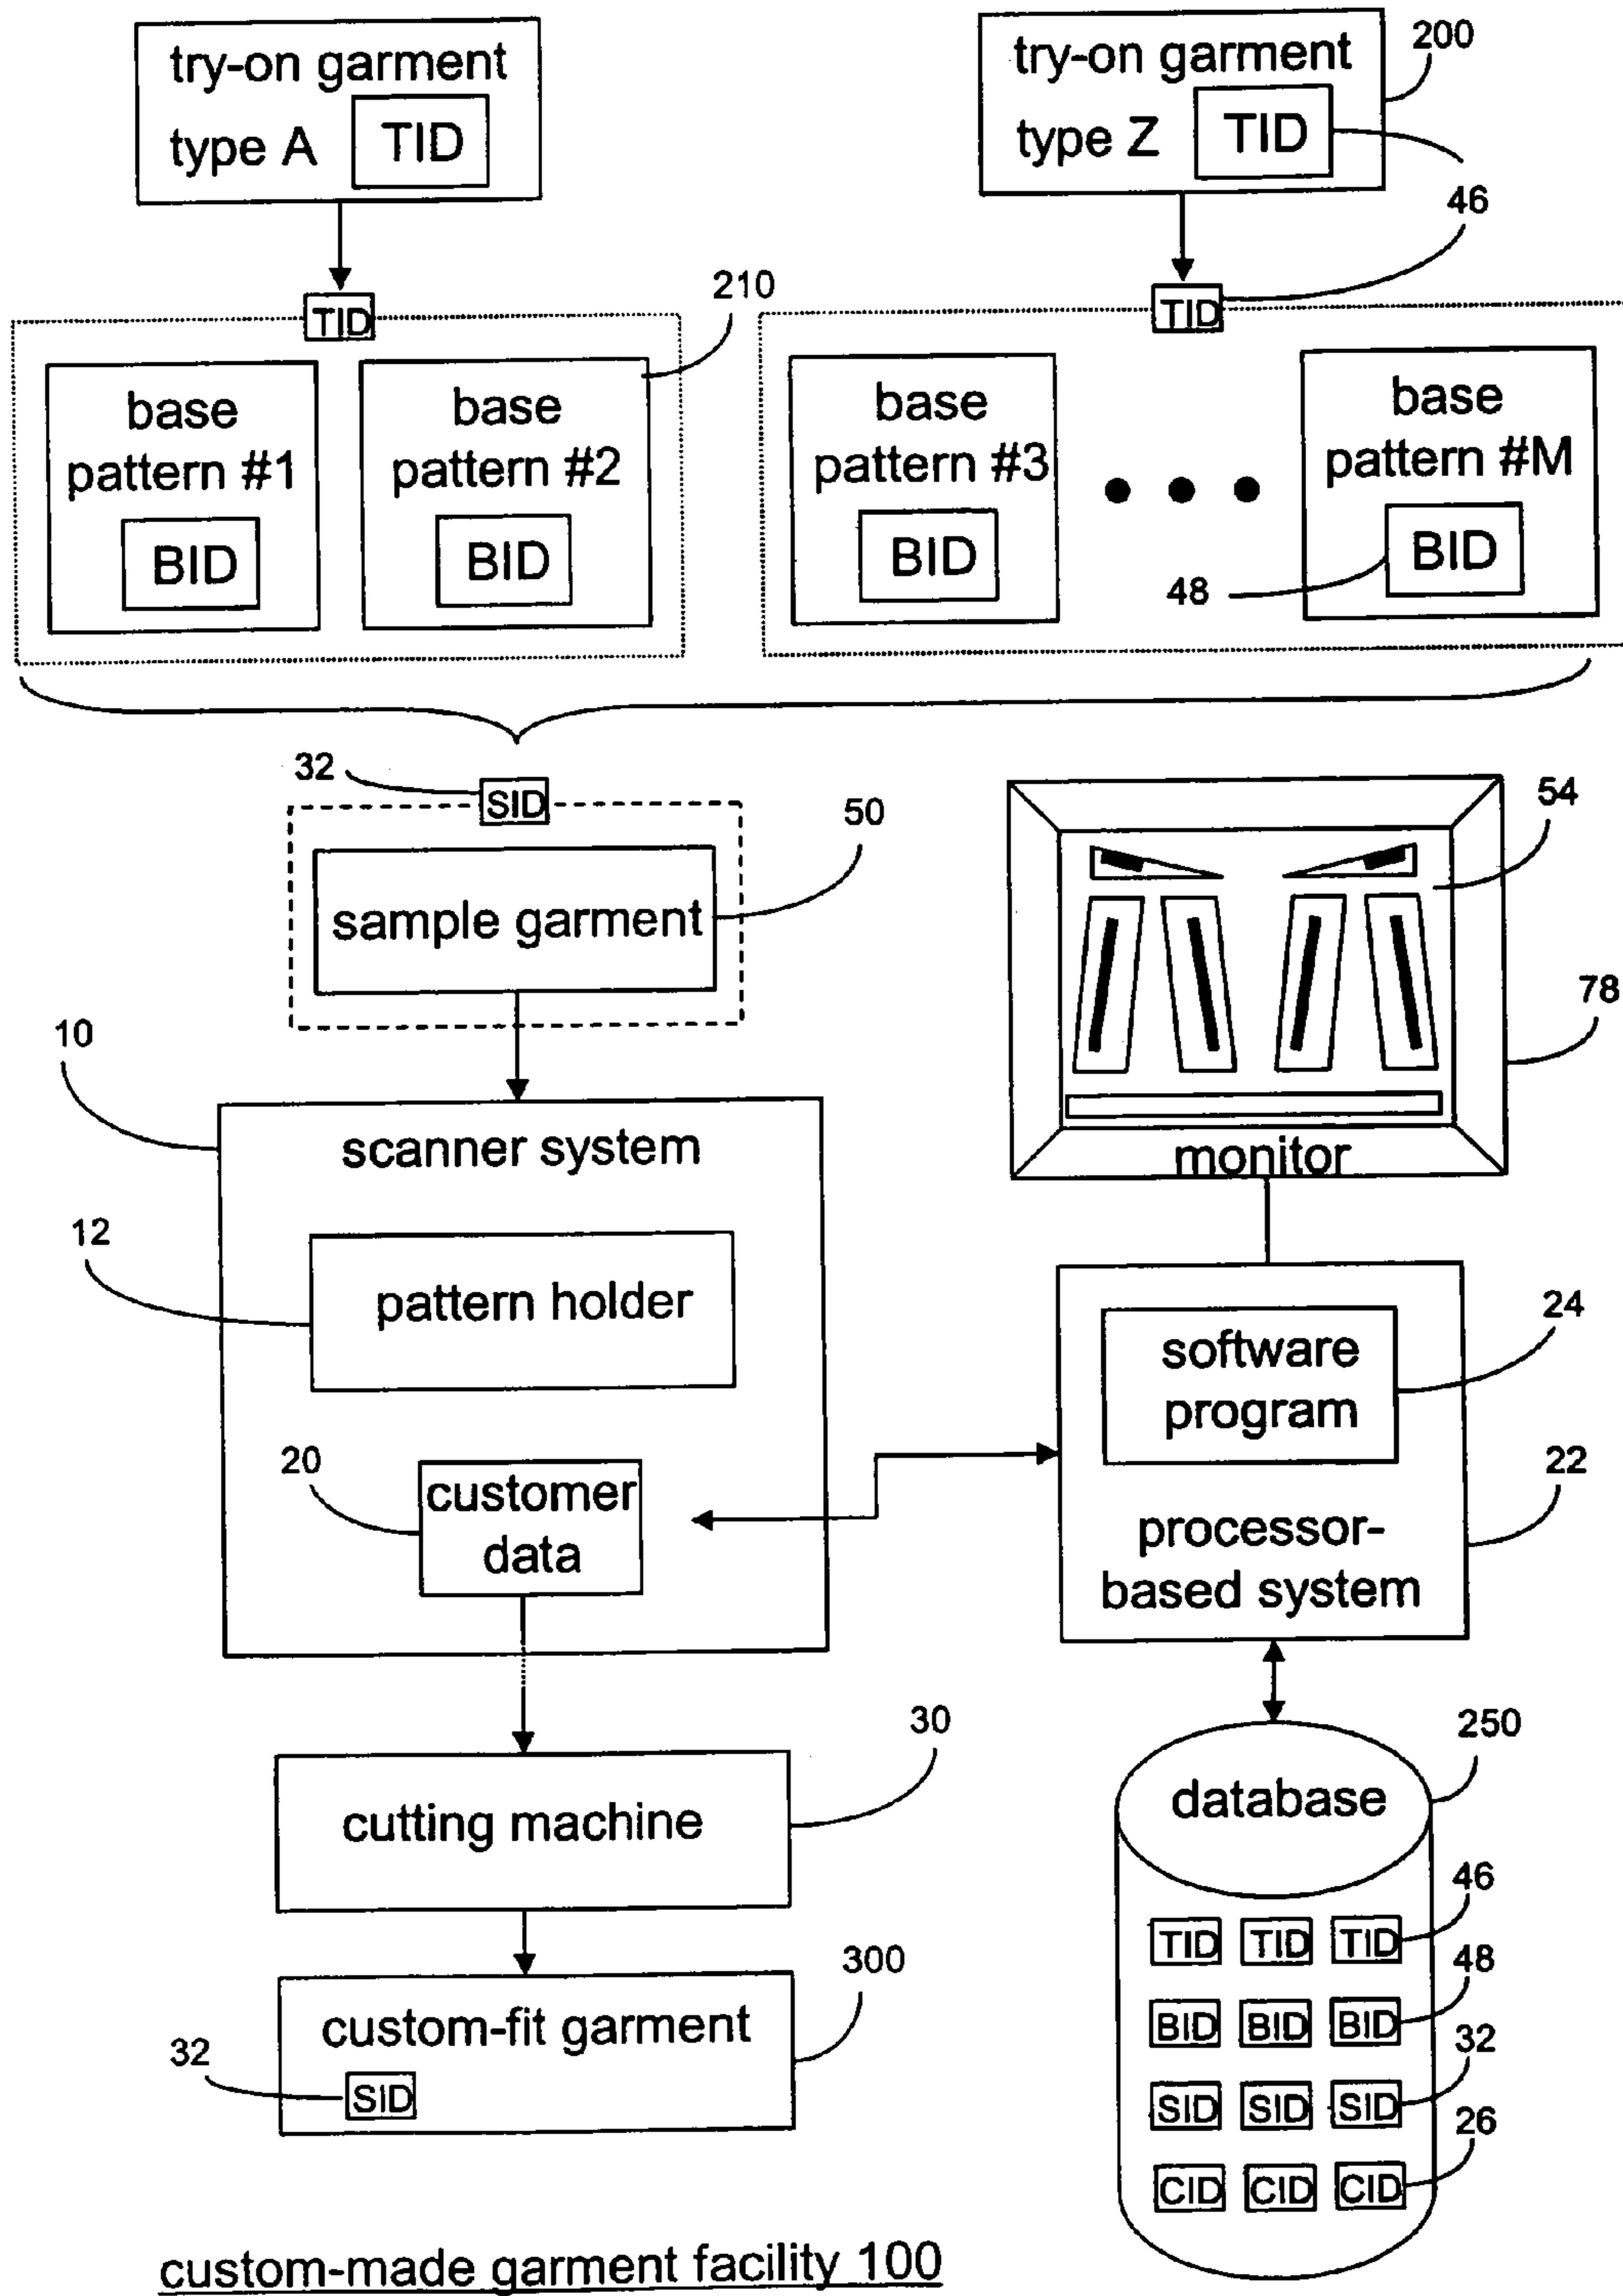 try-on garment
type A TID
try-on garment
type Z TID
200
46
TID
210
TID
base
pattern #1
BID
base
pattern #2
BID
base
pattern #3
BID
base
pattern #M
BID
48
32
SID
50
sample garment
54
78
monitor
10
scanner system
12
pattern holder
20
customer
data
24
software
program
22
processor-
based system
30
cutting machine
250
database
46
TID TID TID
48
BID BID BID
32
SID SID SID
26
CID CID CID
300
custom-fit garment
32
SID
custom-made garment facility 100